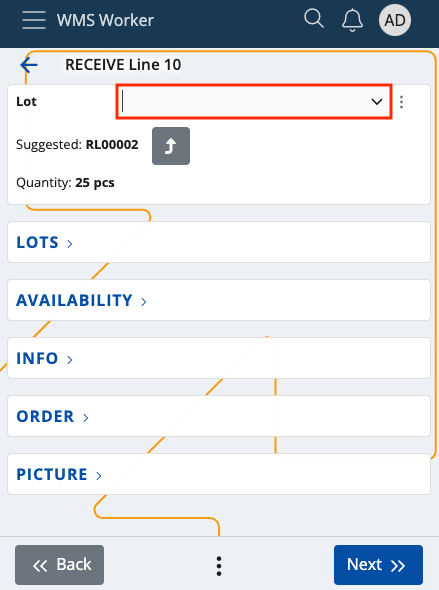 WMS Worker
AD
RECEIVE Line 10
Lot
Suggested: RL00002
Quantity: 25 pcs
LOTS
AVAILABILITY
INFO
ORDER
PICTURE
Back
Next